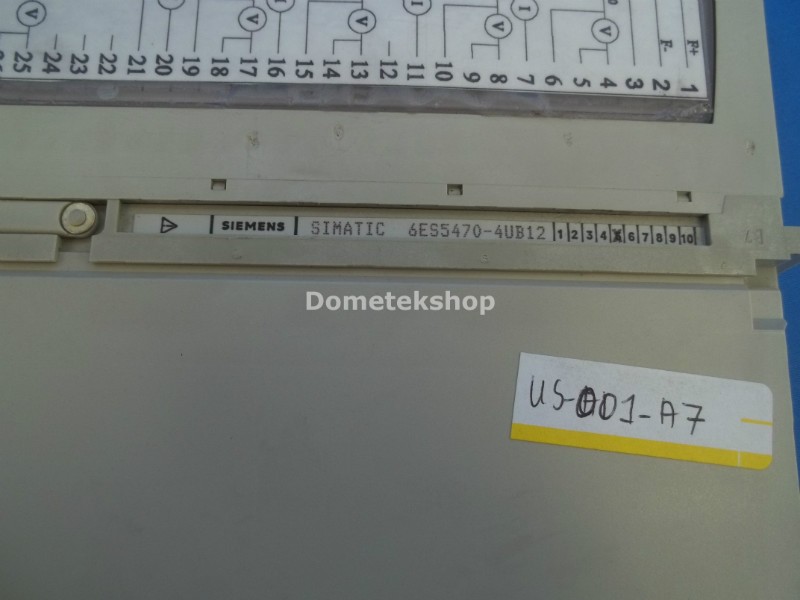 F+
F-
1 2 3 4 5 6 7 8 9 10 11 12 13 14 15 16 17 18 19 20 21 22 23 24 25
V V I V I V V
SIEMENS SIMATIC 6ES5470-4UB12 1 2 3 4 X 6 7 8 9 10
Dometekshop
US-001-A7